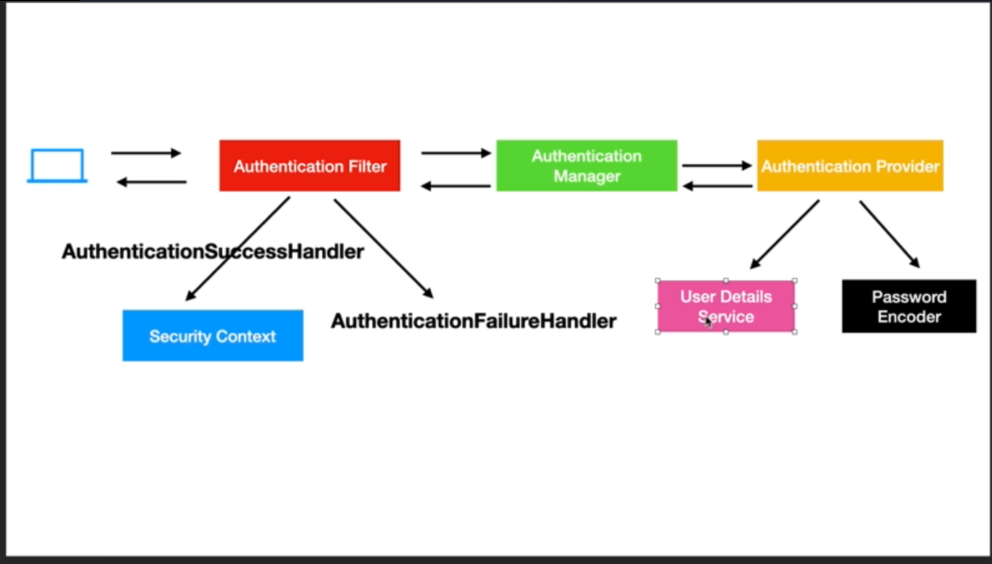 Authentication Filter
Authentication
Manager
Authentication Provider
AuthenticationSuccessHandler
Security Context
AuthenticationFailureHandler
User Details
Service
Password
Encoder